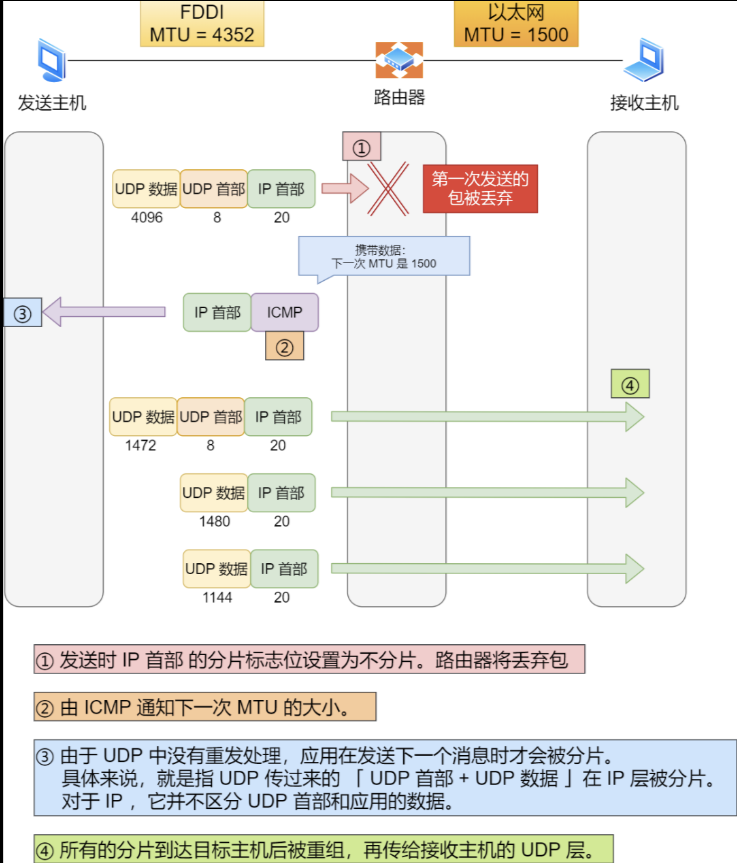 FDDI
MTU = 4352
以太网
MTU = 1500
发送主机
路由器
接收主机
①
UDP 数据 UDP 首部 IP 首部
4096 8 20
第一次发送的
包被丢弃
携带数据：
下一次 MTU 是 1500
③
IP 首部 ICMP
②
④
UDP 数据 UDP 首部 IP 首部
1472 8 20
UDP 数据 IP 首部
1480 20
UDP 数据 IP 首部
1144 20
① 发送时 IP 首部 的分片标志位设置为不分片。路由器将丢弃包
② 由 ICMP 通知下一次 MTU 的大小。
③ 由于 UDP 中没有重发处理，应用在发送下一个消息时才会被分片。
具体来说，就是指 UDP 传过来的 「 UDP 首部 + UDP 数据 」在 IP 层被分片。
对于 IP ，它并不区分 UDP 首部和应用的数据。
④ 所有的分片到达目标主机后被重组，再传给接收主机的 UDP 层。